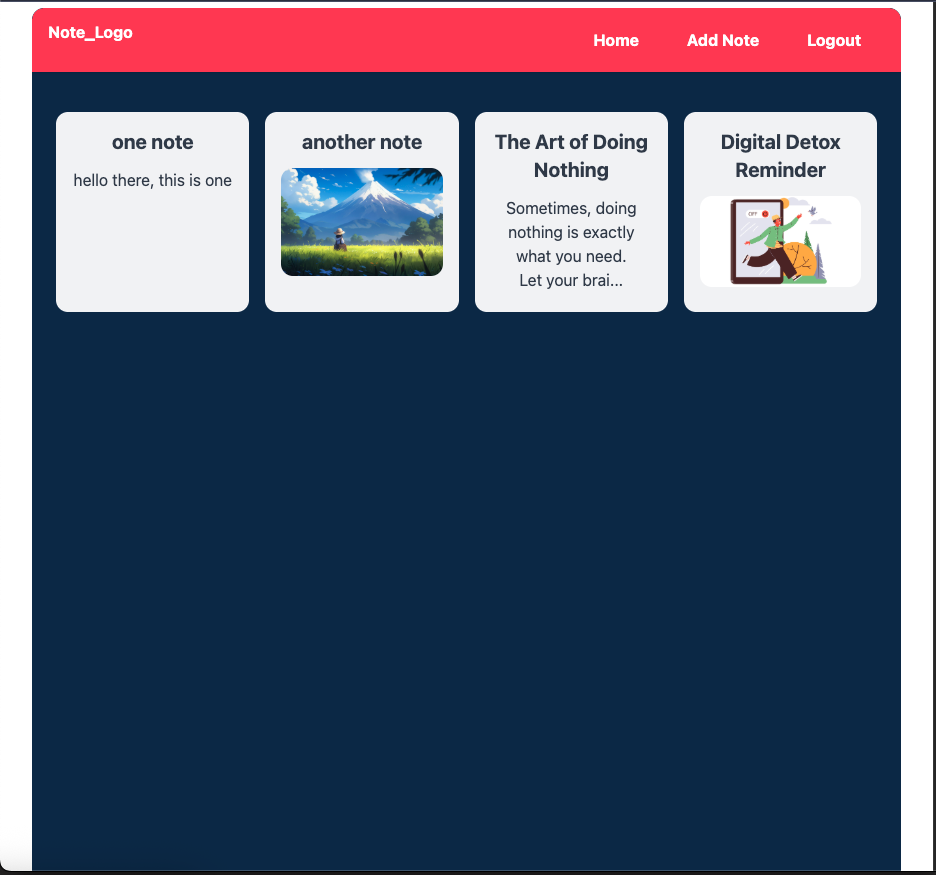 Note_Logo
Home
Add Note
Logout
one note
hello there, this is one
another note
The Art of Doing
Nothing
Sometimes, doing
nothing is exactly
what you need.
Let your brai...
Digital Detox
Reminder
OFF